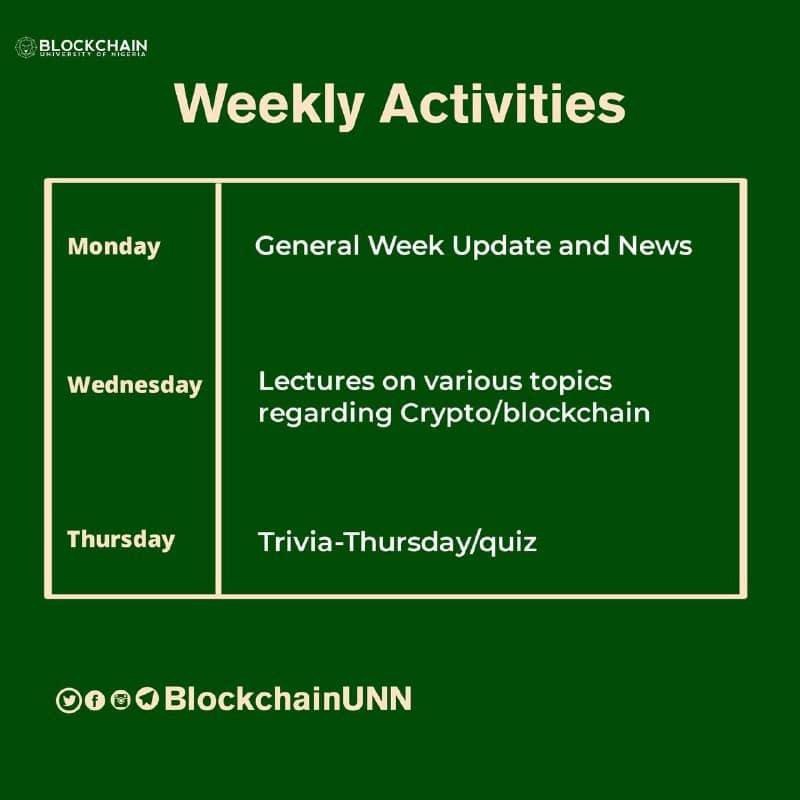 BLOCKCHAIN
UNIVERSITY OF NIGERIA
Weekly Activities
Monday
General Week Update and News
Wednesday
Lectures on various topics
regarding Crypto/blockchain
Thursday
Trivia-Thursday/quiz
BlockchainUNN